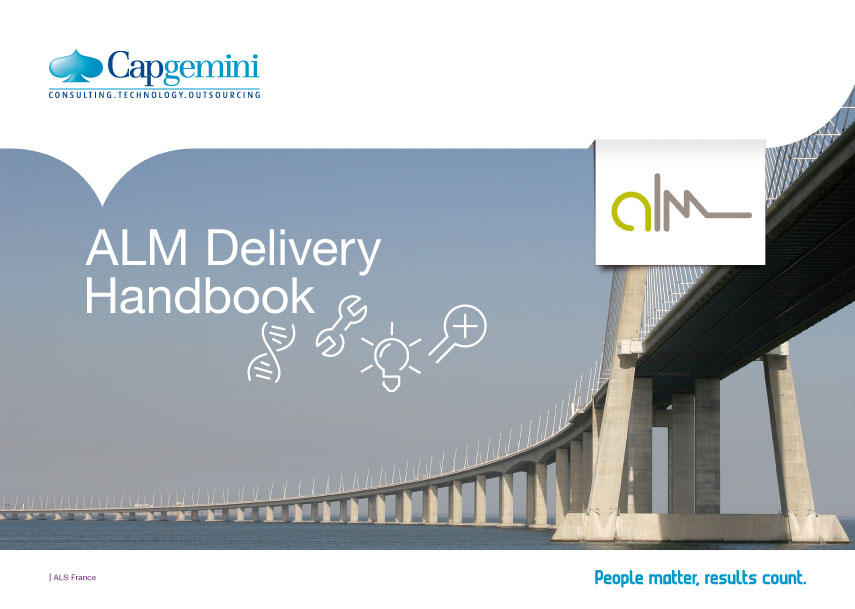 Capgemini
CONSULTING.TECHNOLOGY.OUTSOURCING
alm
ALM Delivery
Handbook
| ALS France
People matter, results count.